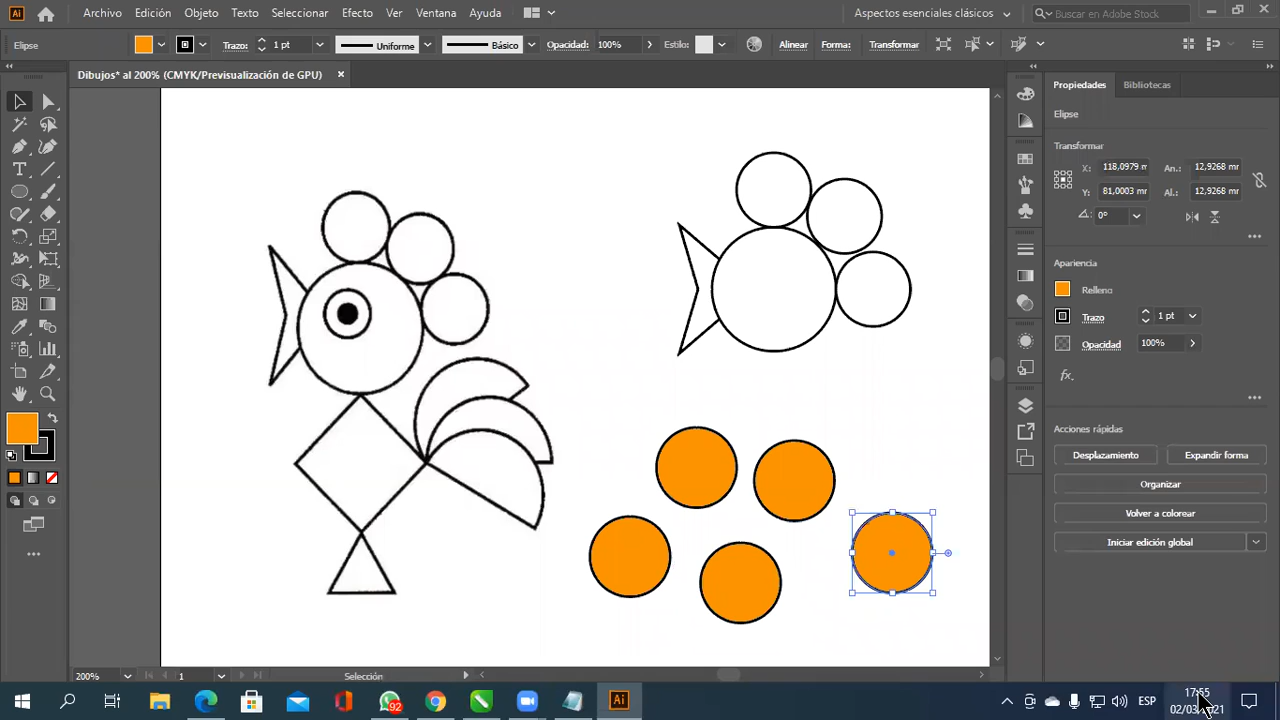 Ai Archivo Edición Objeto Texto Seleccionar Efecto Ver Ventana Ayuda Aspectos esenciales clásicos Buscar en Adobe Stock
Elipse Trazo: 1 pt Uniforme Básico Opacidad: 100% Estilo: Alinear Forma: Transformar
Dibujos* al 200% (CMYK/Previsualización de GPU)
Propiedades Bibliotecas
Elipse
Transformar
X: 118,0979 m An.: 12,9268 mr
Y: 81,0003 m Al.: 12,9268 mr
0°
Apariencia
Relleno
Trazo 1 pt
Opacidad 100%
fx.
Acciones rápidas
Desplazamiento Expandir forma
Organizar
Volver a colorear
Iniciar edición global
200% 1 Selección
92 Ai ESP